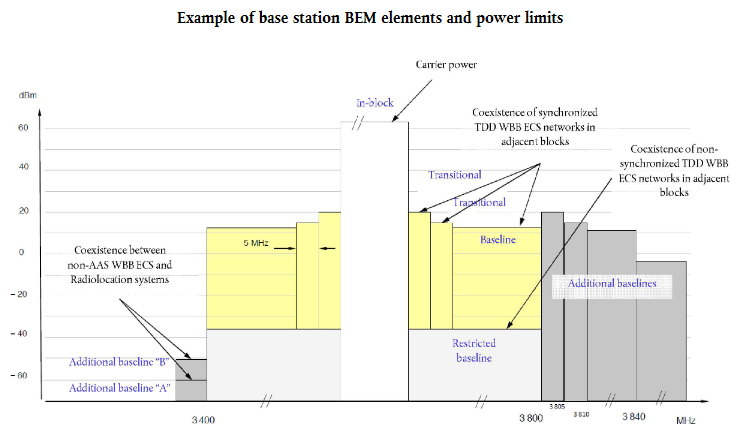 Example of base station BEM elements and power limits
Carrier power
dBm
In-block
60
Coexistence of synchronized
TDD WBB ECS networks in
adjacent blocks
Coexistence of non-
synchronized TDD WBB
ECS networks in adjacent
blocks
40
Transitional
Transitional
20
5 MHz
Baseline
Coexistence between
non-AAS WBB ECS and
Radiolocation systems
0
Additional baselines
- 20
- 40
Restricted
baseline
Additional baseline "B"
- 60
Additional baseline "A"
//
//
//
//
//
3 400
3 800
3 805
3 810
3 840
MHz